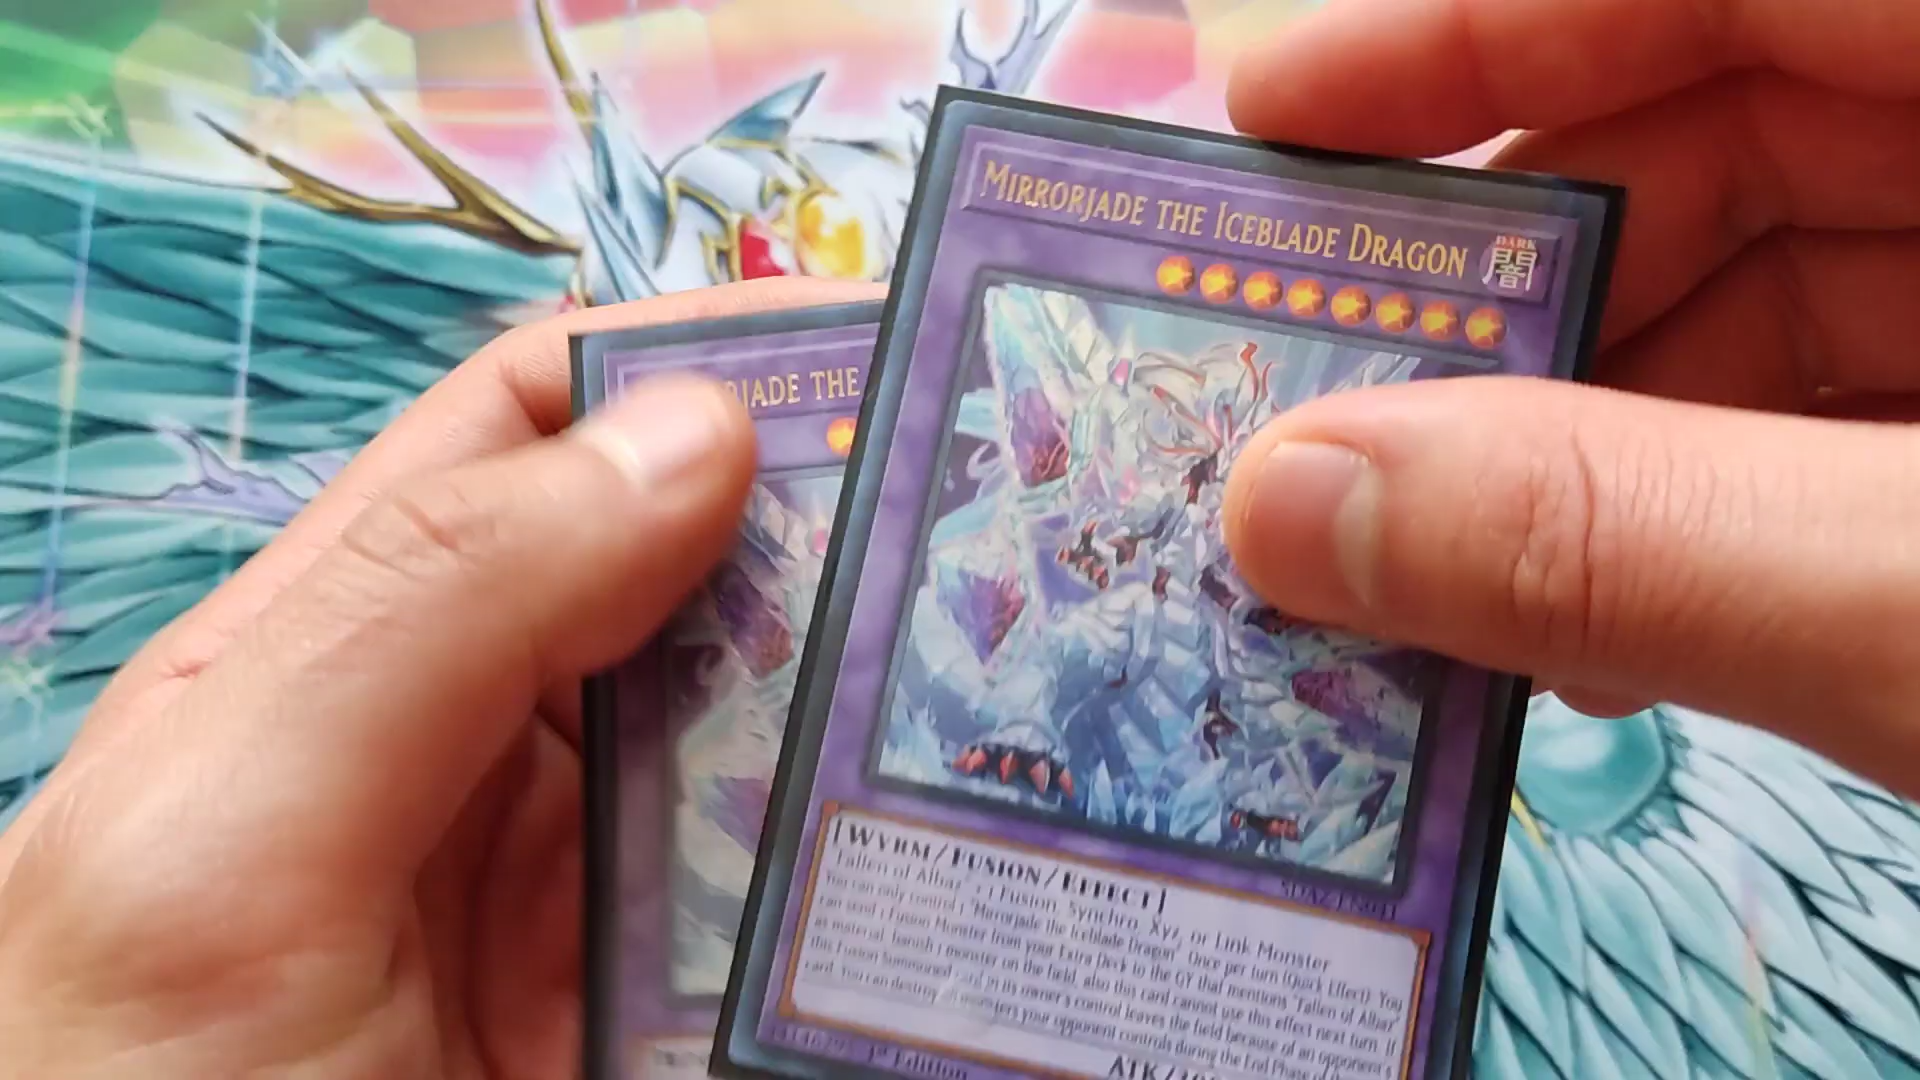 MIRRORJADE THE ICEBLADE DRAGON
DARK
闇
JADE THE
[WYRM/FUSION/EFFECT]
"Fallen of Albaz" + 1 Fusion, Synchro, Xyz, or Link Monster
You can only control 1 "Mirrorjade the Iceblade Dragon". Once per turn (Quick Effect): You
can send 1 Fusion Monster from your Extra Deck to the GY that mentions "Fallen of Albaz"
as material; banish 1 monster on the field, also this card cannot use this effect next turn. If
this Fusion Summoned card in its owner's control leaves the field because of an opponent's
card: You can destroy all monsters your opponent controls during the End Phase of
1st Edition
ATK/